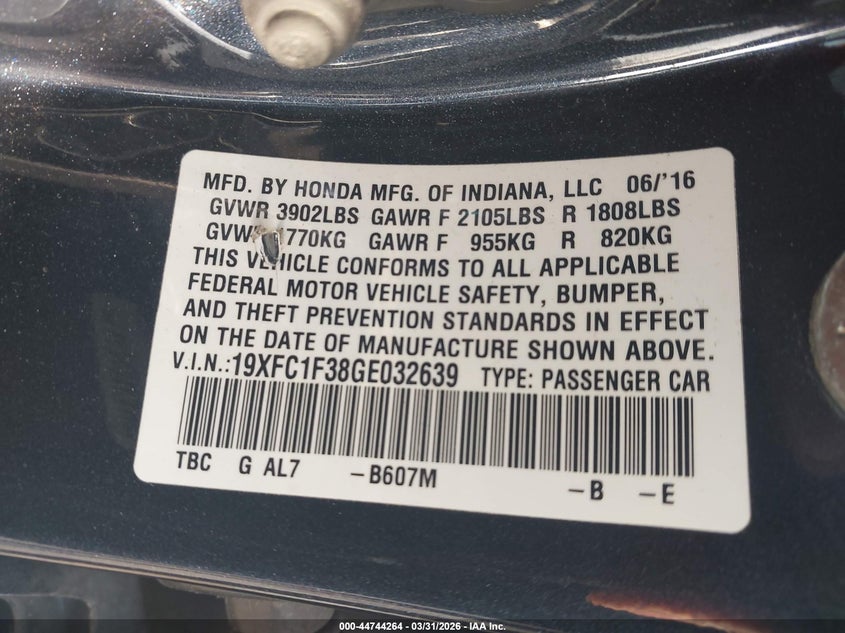 MFD. BY HONDA MFG. OF INDIANA, LLC 06/'16
GVWR 3902LBS GAWR F 2105LBS R 1808LBS
770KG GAWR F 955KG R 820KG
THIS VEHICLE CONFORMS TO ALL APPLICABLE
FEDERAL MOTOR VEHICLE SAFETY, BUMPER,
AND THEFT PREVENTION STANDARDS IN EFFECT
ON THE DATE OF MANUFACTURE SHOWN ABOVE.
V.I.N.:19XFC1F38GE032639 TYPE: PASSENGER CAR
TBC G AL7 -B607M -B -E
000-44744264 - 03/31/2026 - IAA Inc.